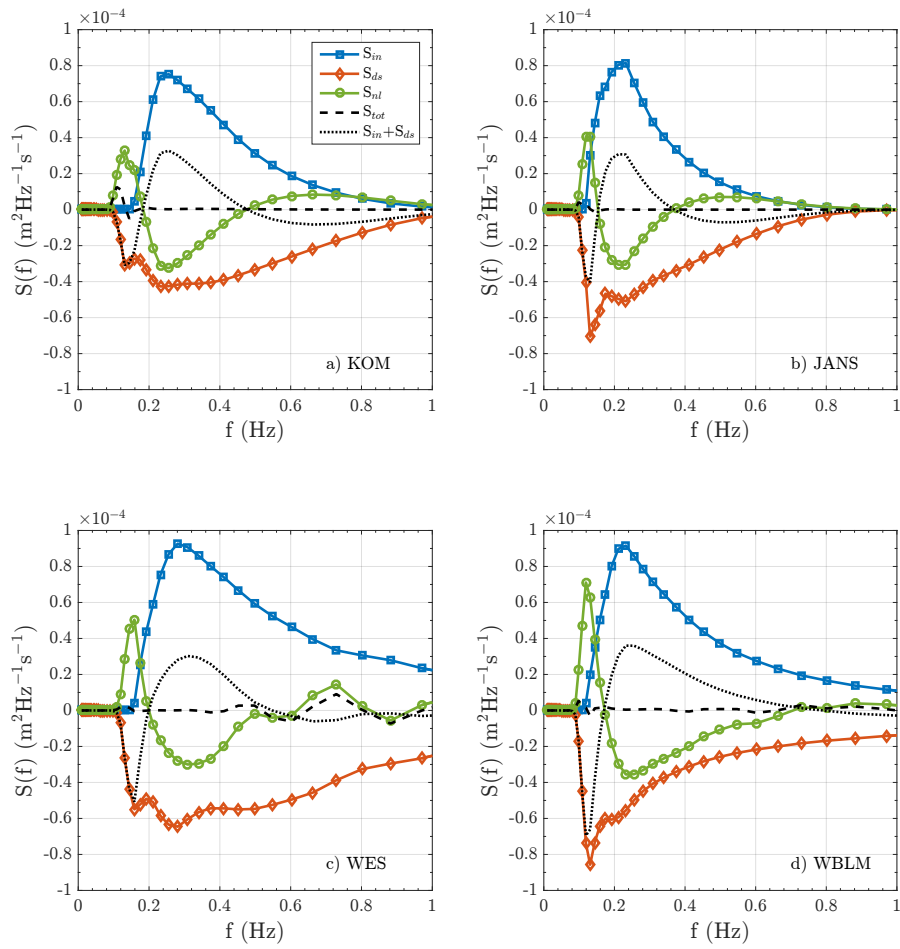 ×10⁻⁴
1
0.8
0.6
0.4
0.2
0
-0.2
-0.4
-0.6
-0.8
-1
S(f) (m²Hz⁻¹s⁻¹)
S_in
S_ds
S_nl
S_tot
S_in+S_ds
a) KOM
0 0.2 0.4 0.6 0.8 1
f (Hz)
×10⁻⁴
1
0.8
0.6
0.4
0.2
0
-0.2
-0.4
-0.6
-0.8
-1
S(f) (m²Hz⁻¹s⁻¹)
b) JANS
0 0.2 0.4 0.6 0.8 1
f (Hz)
×10⁻⁴
1
0.8
0.6
0.4
0.2
0
-0.2
-0.4
-0.6
-0.8
-1
S(f) (m²Hz⁻¹s⁻¹)
c) WES
0 0.2 0.4 0.6 0.8 1
f (Hz)
×10⁻⁴
1
0.8
0.6
0.4
0.2
0
-0.2
-0.4
-0.6
-0.8
-1
S(f) (m²Hz⁻¹s⁻¹)
d) WBLM
0 0.2 0.4 0.6 0.8 1
f (Hz)